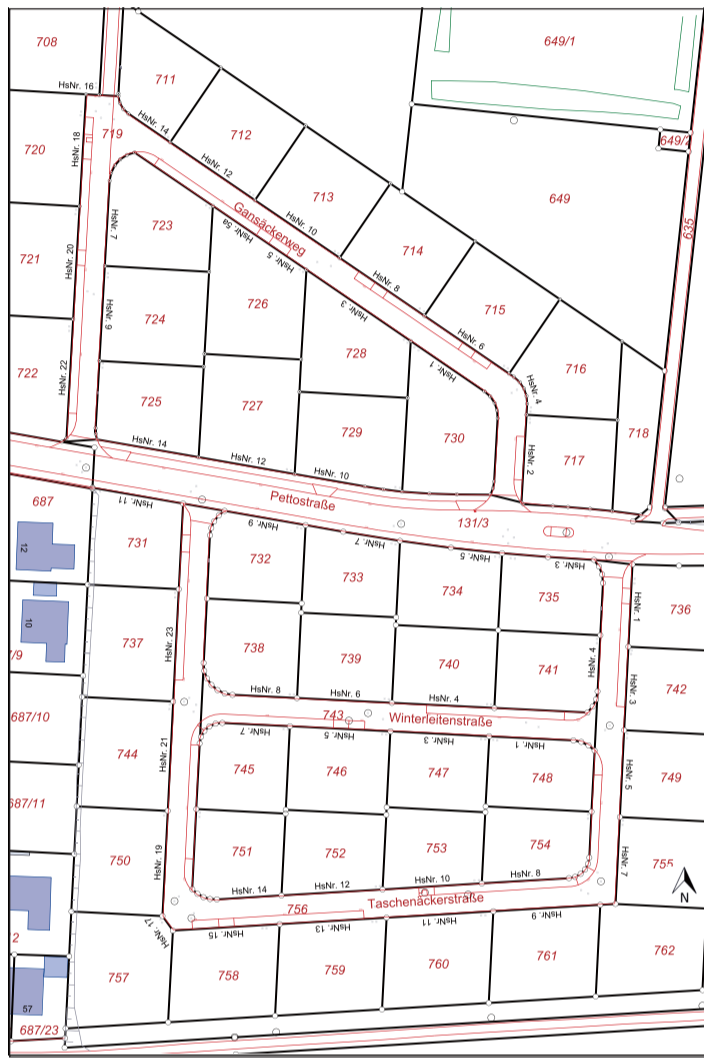 708
649/1
HsNr. 16
711
719
HsNr. 14
712
HsNr. 18
720
649/2
HsNr. 12
713
649
635
723
HsNr. 7
Gansäckerweg
HsNr. 10
HsNr. 5a
HsNr. 5
714
HsNr. 20
721
HsNr. 8
726
715
HsNr. 9
724
HsNr. 3
HsNr. 6
728
HsNr. 22
722
HsNr. 1
716
HsNr. 4
725
727
729
730
718
717
HsNr. 2
HsNr. 14
HsNr. 12
HsNr. 10
Pettostraße
687
HsNr. 11
131/3
HsNr. 9
HsNr. 7
HsNr. 5
HsNr. 3
12
731
732
733
734
735
HsNr. 1
736
10
737
HsNr. 23
738
739
740
741
HsNr. 4
7/9
HsNr. 3
742
HsNr. 8
HsNr. 6
HsNr. 4
687/10
HsNr. 21
743
Winterleitenstraße
HsNr. 7
HsNr. 5
HsNr. 3
HsNr. 1
744
745
746
747
748
HsNr. 5
749
687/11
750
HsNr. 19
751
752
753
754
HsNr. 7
755
N
HsNr. 14
HsNr. 12
HsNr. 10
HsNr. 8
756
Taschenäckerstraße
2
HsNr. 17
HsNr. 15
HsNr. 13
HsNr. 11
HsNr. 9
757
758
759
760
761
762
57
687/23